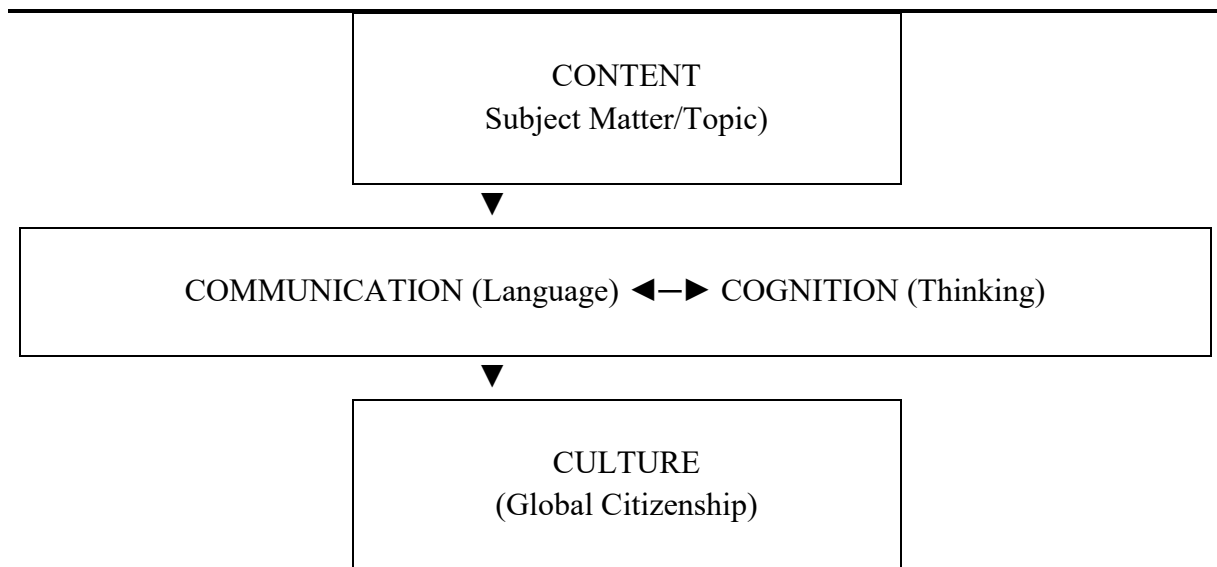 CONTENT
Subject Matter/Topic)
▼
COMMUNICATION (Language) ◄─► COGNITION (Thinking)
▼
CULTURE
(Global Citizenship)